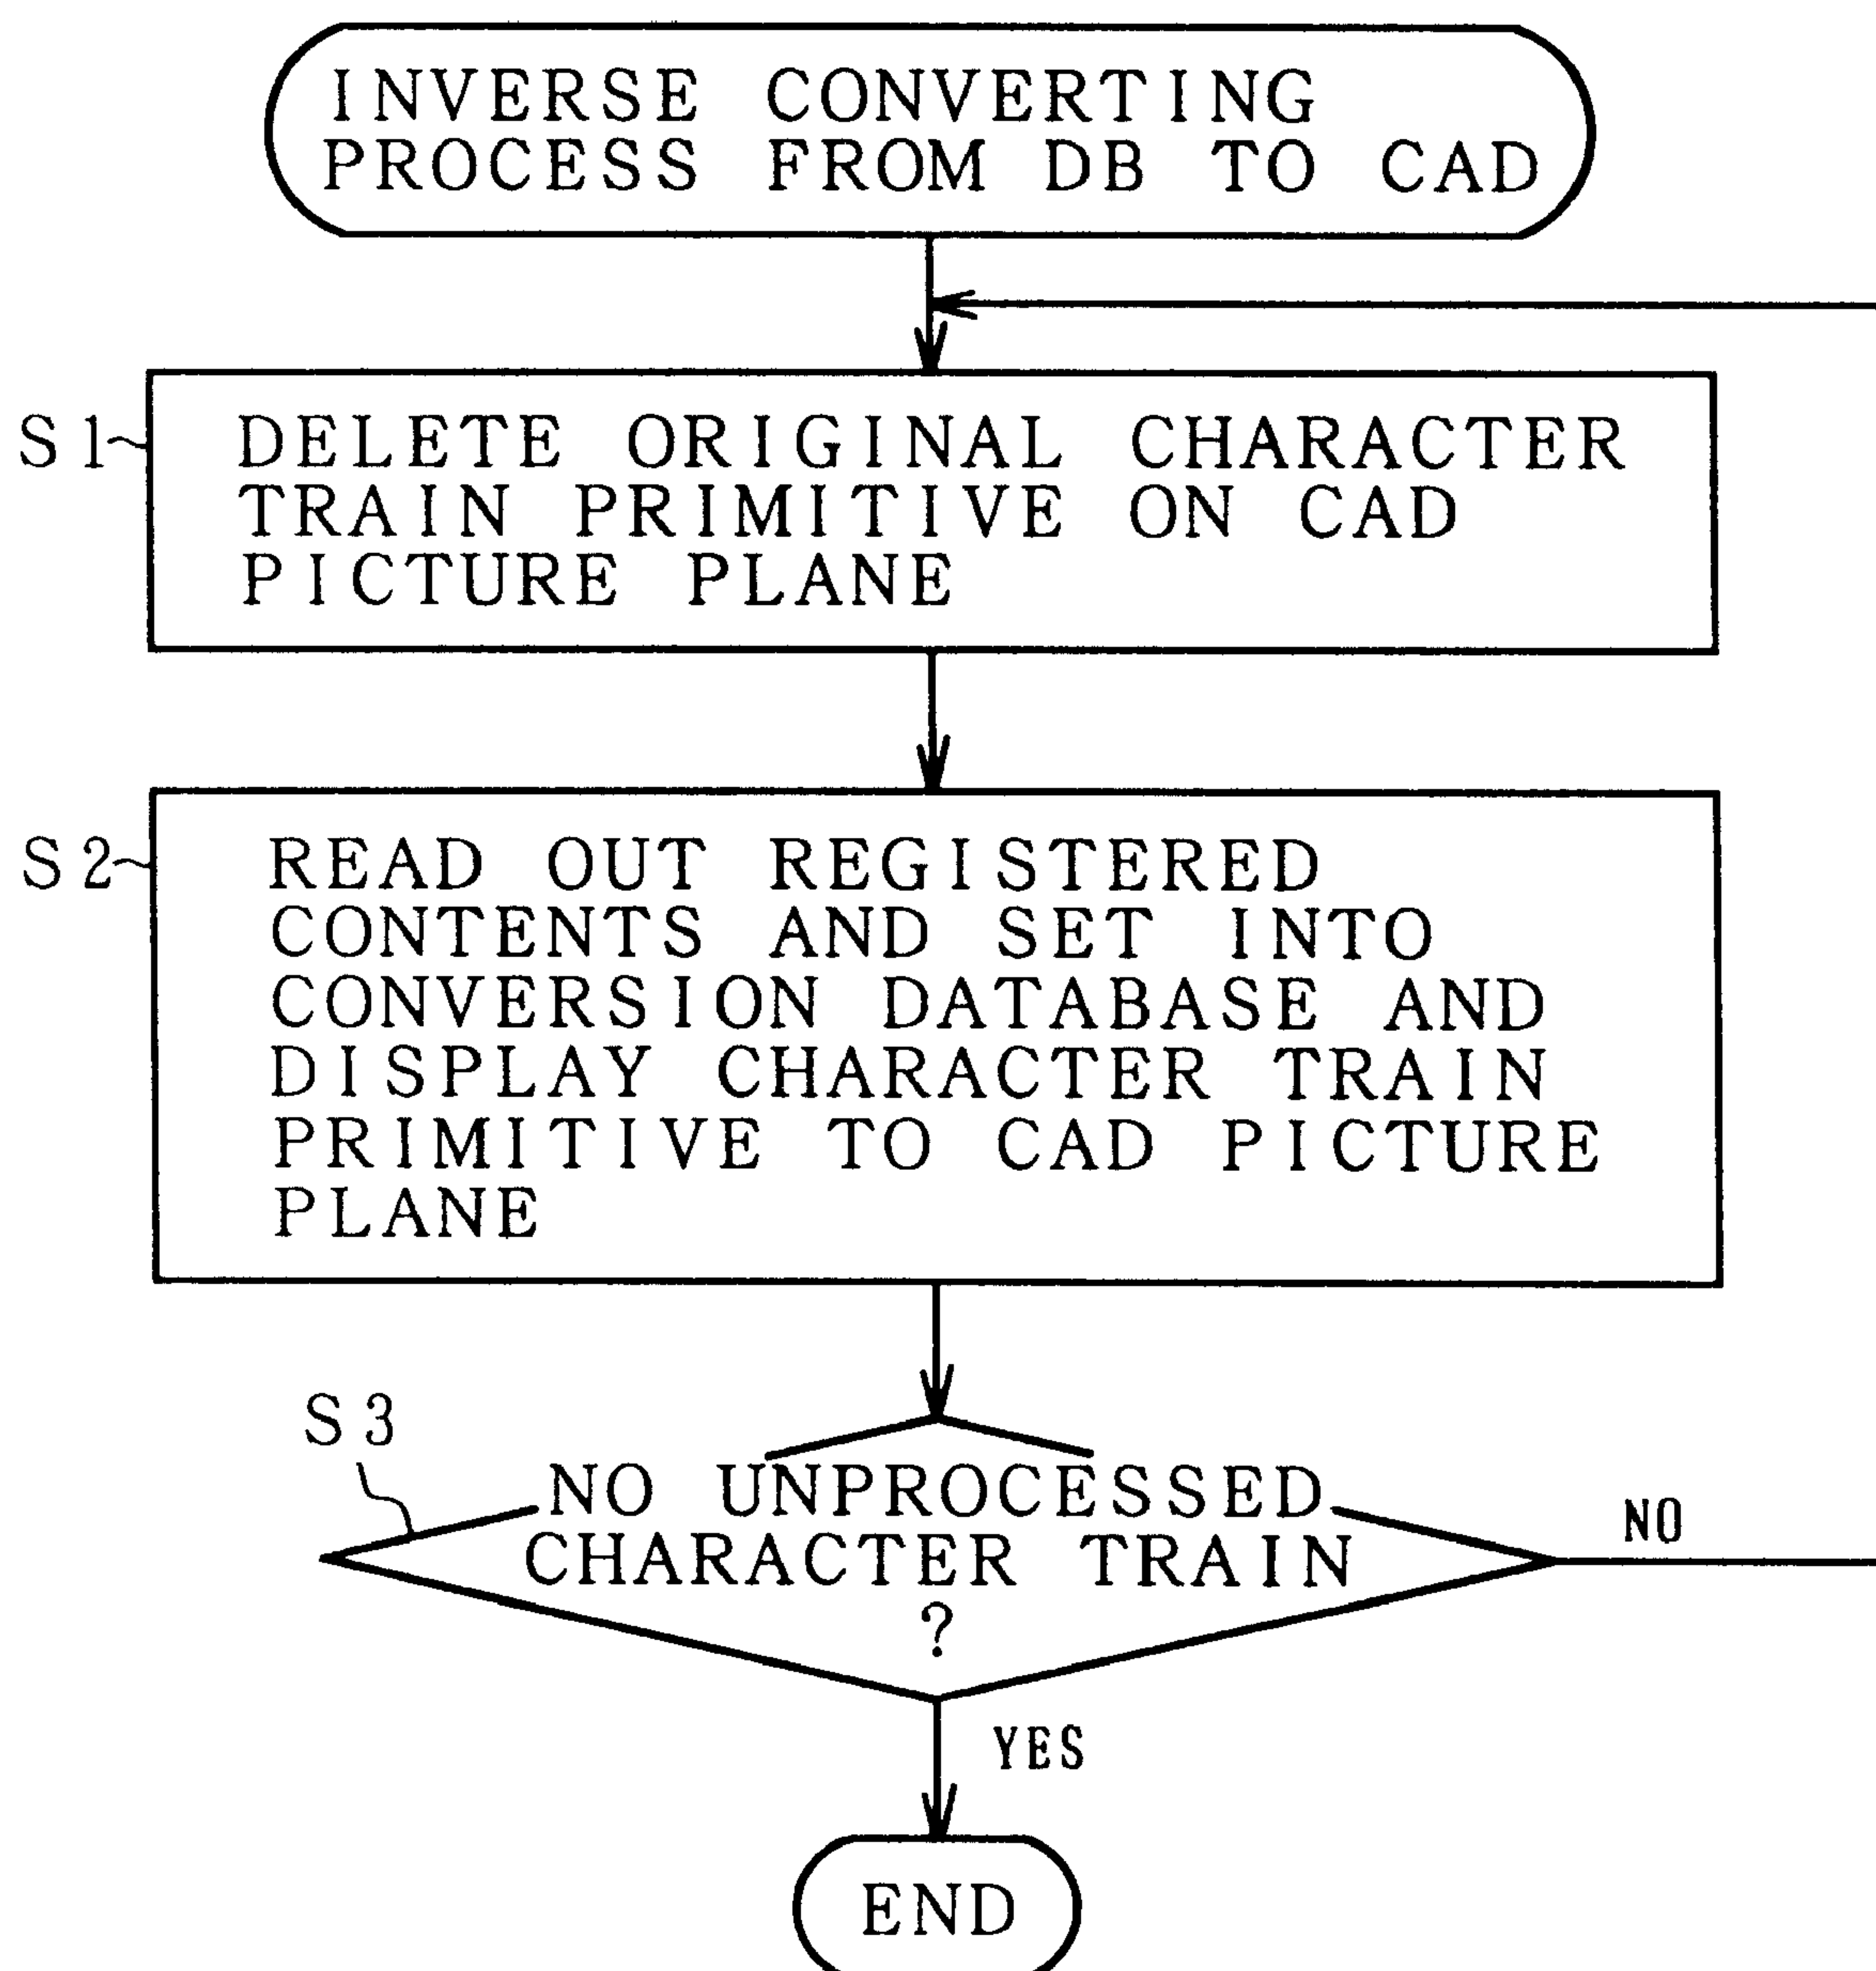 INVERSE CONVERTING
PROCESS FROM DB TO CAD
S1
DELETE ORIGINAL CHARACTER
TRAIN PRIMITIVE ON CAD
PICTURE PLANE
S2
READ OUT REGISTERED
CONTENTS AND SET INTO
CONVERSION DATABASE AND
DISPLAY CHARACTER TRAIN
PRIMITIVE TO CAD PICTURE
PLANE
S3
NO UNPROCESSED
CHARACTER TRAIN
?
NO
YES
END